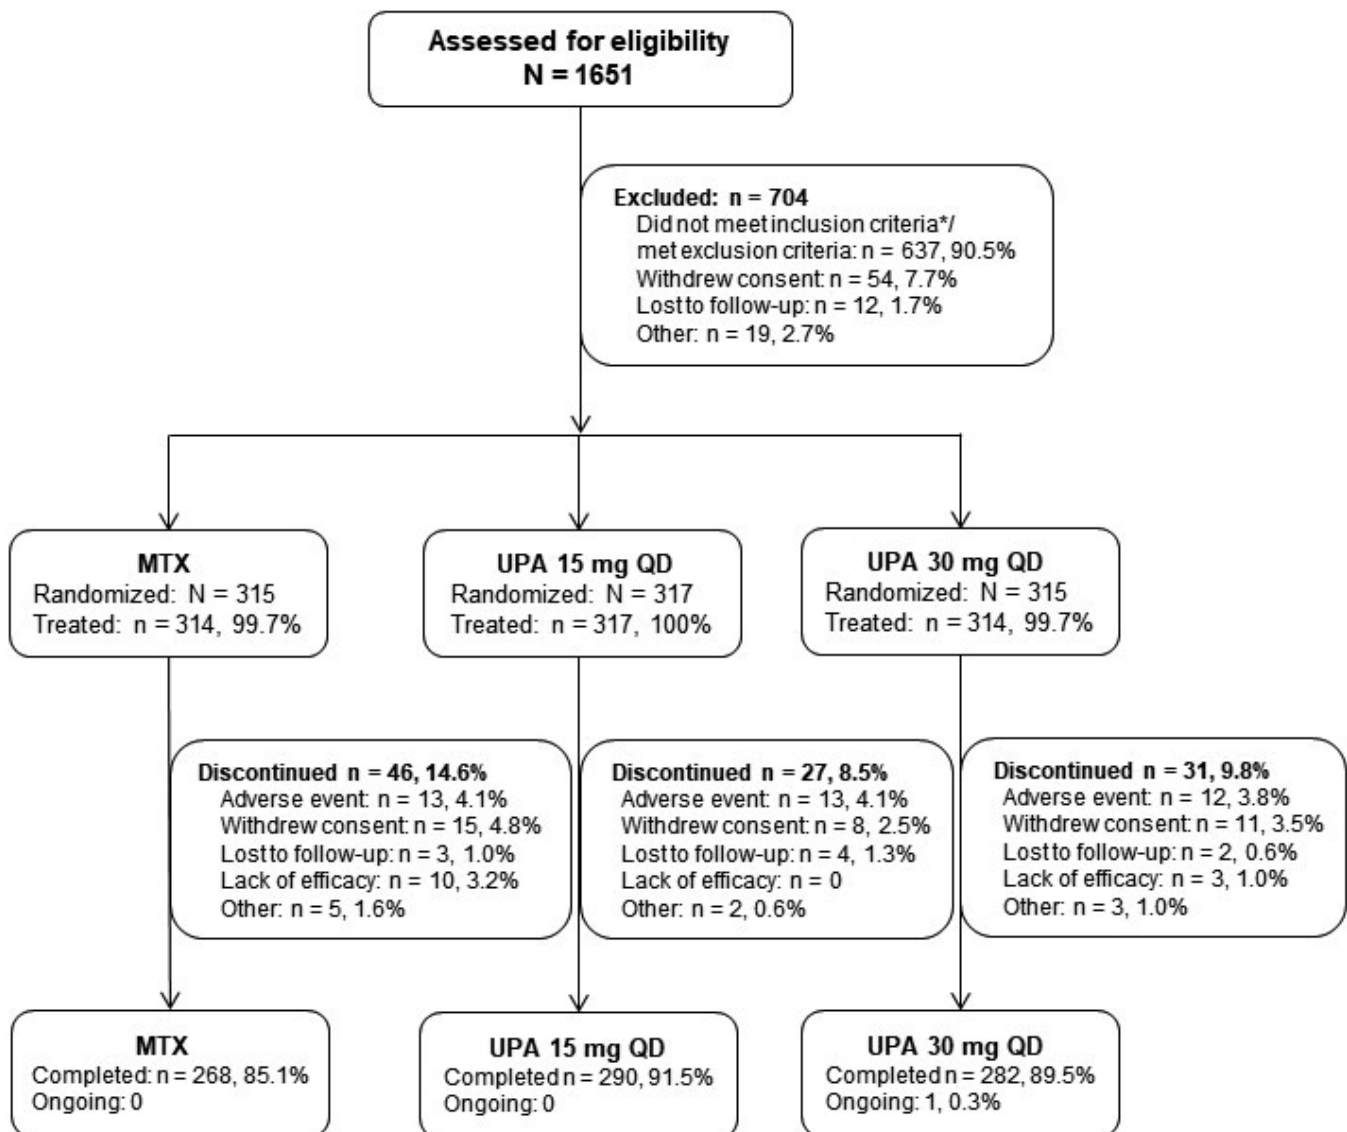 Assessed for eligibility
N = 1651
Excluded: n = 704
Did not meet inclusion criteria*/
met exclusion criteria: n = 637, 90.5%
Withdrew consent: n = 54, 7.7%
Lost to follow-up: n = 12, 1.7%
Other: n = 19, 2.7%
MTX
Randomized: N = 315
Treated: n = 314, 99.7%
UPA 15 mg QD
Randomized: N = 317
Treated: n = 317, 100%
UPA 30 mg QD
Randomized: N = 315
Treated: n = 314, 99.7%
Discontinued n = 46, 14.6%
Adverse event: n = 13, 4.1%
Withdrew consent: n = 15, 4.8%
Lost to follow-up: n = 3, 1.0%
Lack of efficacy: n = 10, 3.2%
Other: n = 5, 1.6%
Discontinued n = 27, 8.5%
Adverse event: n = 13, 4.1%
Withdrew consent: n = 8, 2.5%
Lost to follow-up: n = 4, 1.3%
Lack of efficacy: n = 0
Other: n = 2, 0.6%
Discontinued n = 31, 9.8%
Adverse event: n = 12, 3.8%
Withdrew consent: n = 11, 3.5%
Lost to follow-up: n = 2, 0.6%
Lack of efficacy: n = 3, 1.0%
Other: n = 3, 1.0%
MTX
Completed: n = 268, 85.1%
Ongoing: 0
UPA 15 mg QD
Completed n = 290, 91.5%
Ongoing: 0
UPA 30 mg QD
Completed n = 282, 89.5%
Ongoing: 1, 0.3%